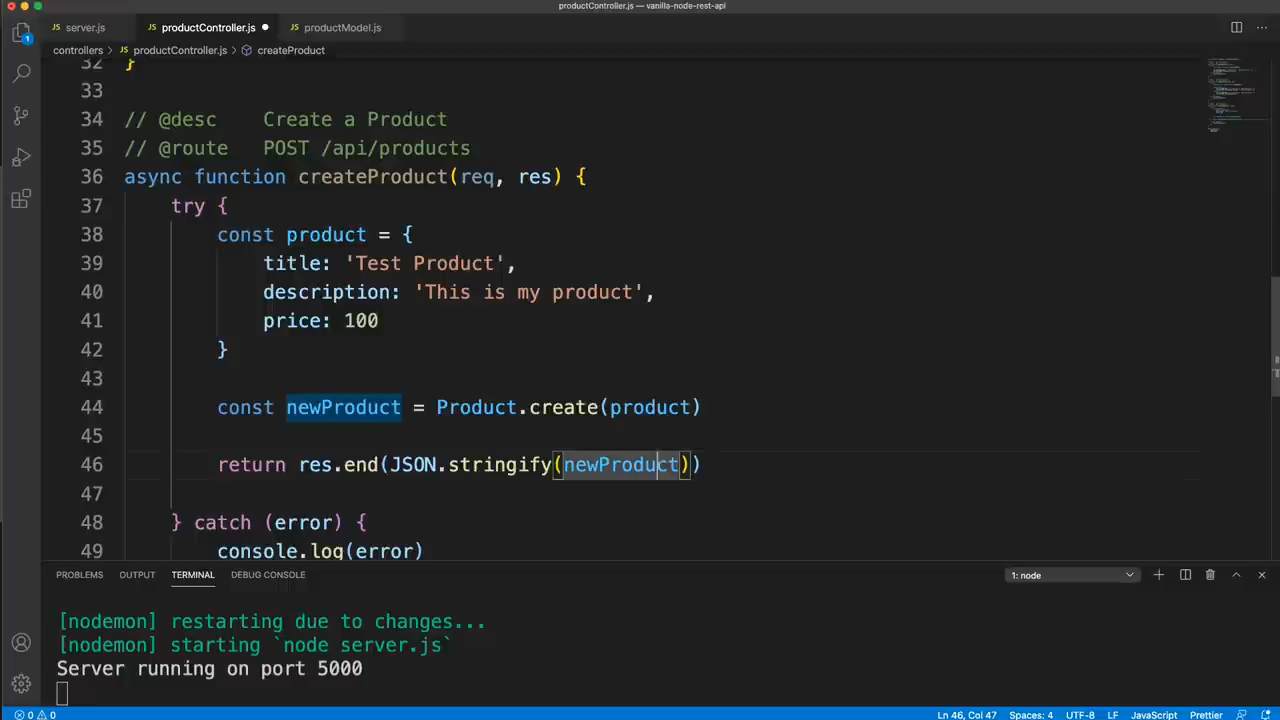 productController.js — vanilla-node-rest-api
JS server.js JS productController.js ● JS productModel.js
controllers > JS productController.js > createProduct
32 }
33
34 // @desc    Create a Product
35 // @route   POST /api/products
36 async function createProduct(req, res) {
37 try {
38 const product = {
39 title: 'Test Product',
40 description: 'This is my product',
41 price: 100
42 }
43
44 const newProduct = Product.create(product)
45
46 return res.end(JSON.stringify(newProduct))
47
48 } catch (error) {
49 console.log(error)
PROBLEMS OUTPUT TERMINAL DEBUG CONSOLE 1: node
[nodemon] restarting due to changes...
[nodemon] starting `node server.js`
Server running on port 5000
0 0 Ln 46, Col 47 Spaces: 4 UTF-8 LF JavaScript Prettier
1